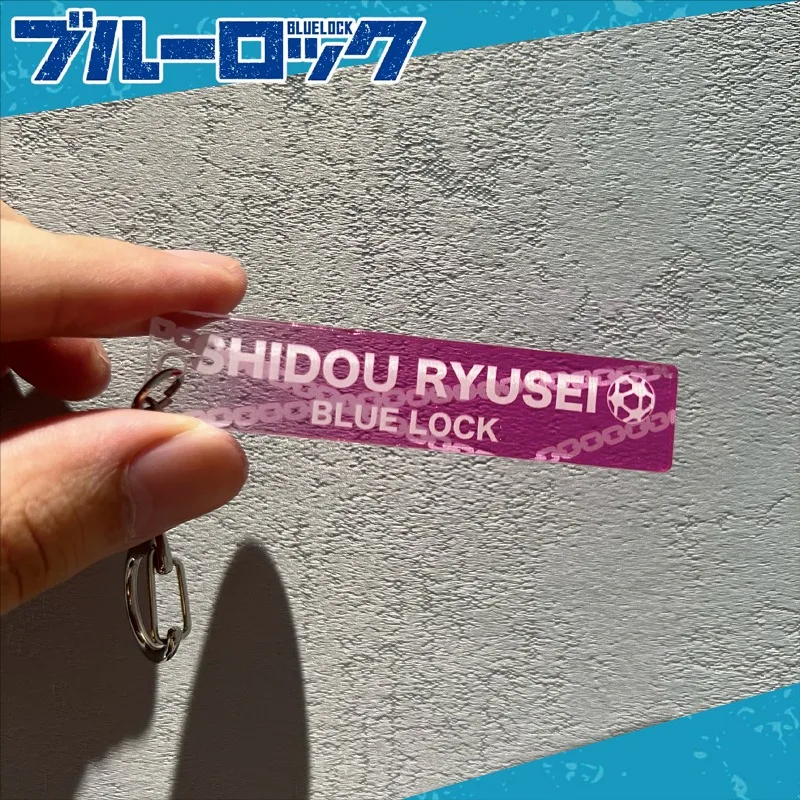 ブルーロック
BLUELOCK
SHIDOU RYUSEI
BLUE LOCK